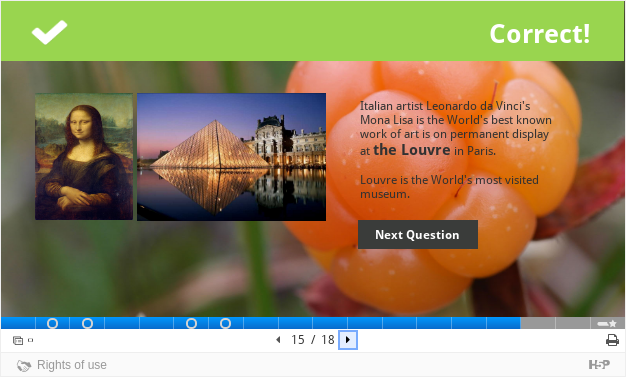 Correct!
Italian artist Leonardo da Vinci's
Mona Lisa is the World's best known
work of art is on permanent display
at the Louvre in Paris.
Louvre is the World's most visited
museum.
Next Question
15 / 18
Rights of use
H5P